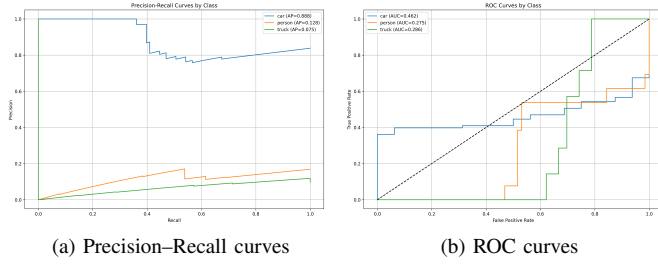 Precision-Recall Curves by Class
car (AP=0.888)
person (AP=0.128)
truck (AP=0.075)
Precision
1.0
0.8
0.6
0.4
0.2
0.0
0.0 0.2 0.4 0.6 0.8 1.0
Recall
(a) Precision–Recall curves
ROC Curves by Class
car (AUC=0.462)
person (AUC=0.275)
truck (AUC=0.286)
True Positive Rate
1.0
0.8
0.6
0.4
0.2
0.0
0.0 0.2 0.4 0.6 0.8 1.0
False Positive Rate
(b) ROC curves